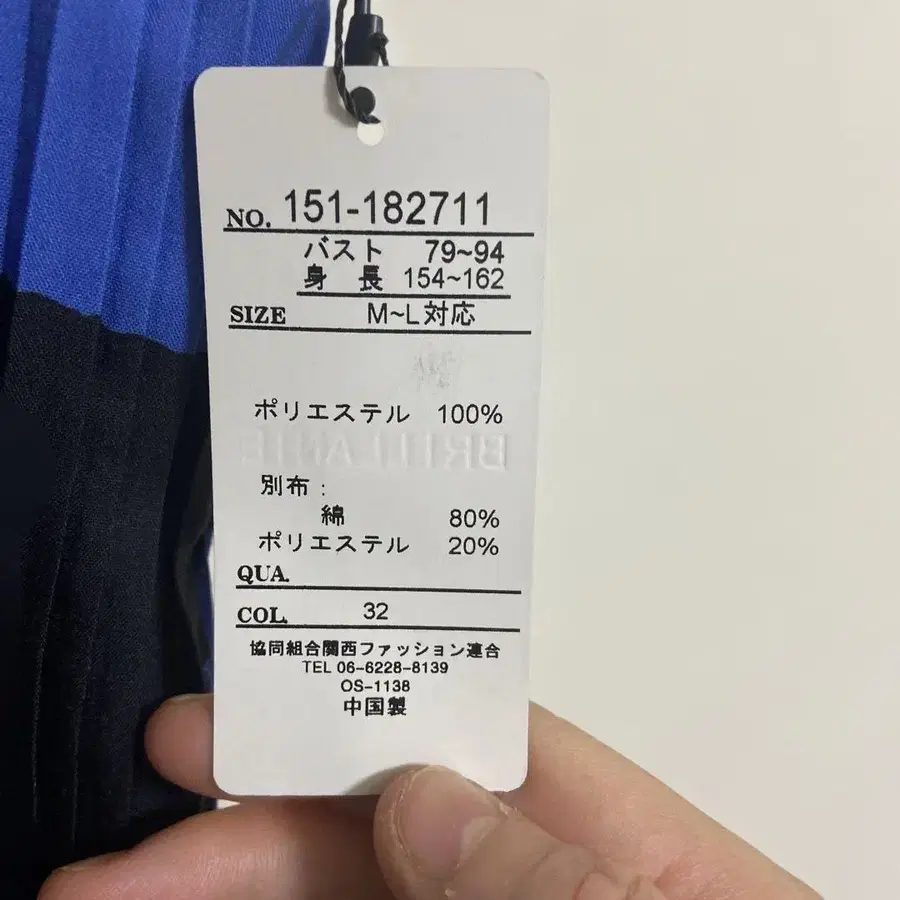 NO. 151-182711
バスト 79~94
身長 154~162
SIZE M~L対応
ポリエステル 100%
別布:
綿 80%
ポリエステル 20%
QUA.
COL. 32
協同組合関西ファッション連合
TEL 06-6228-8139
OS-1138
中国製